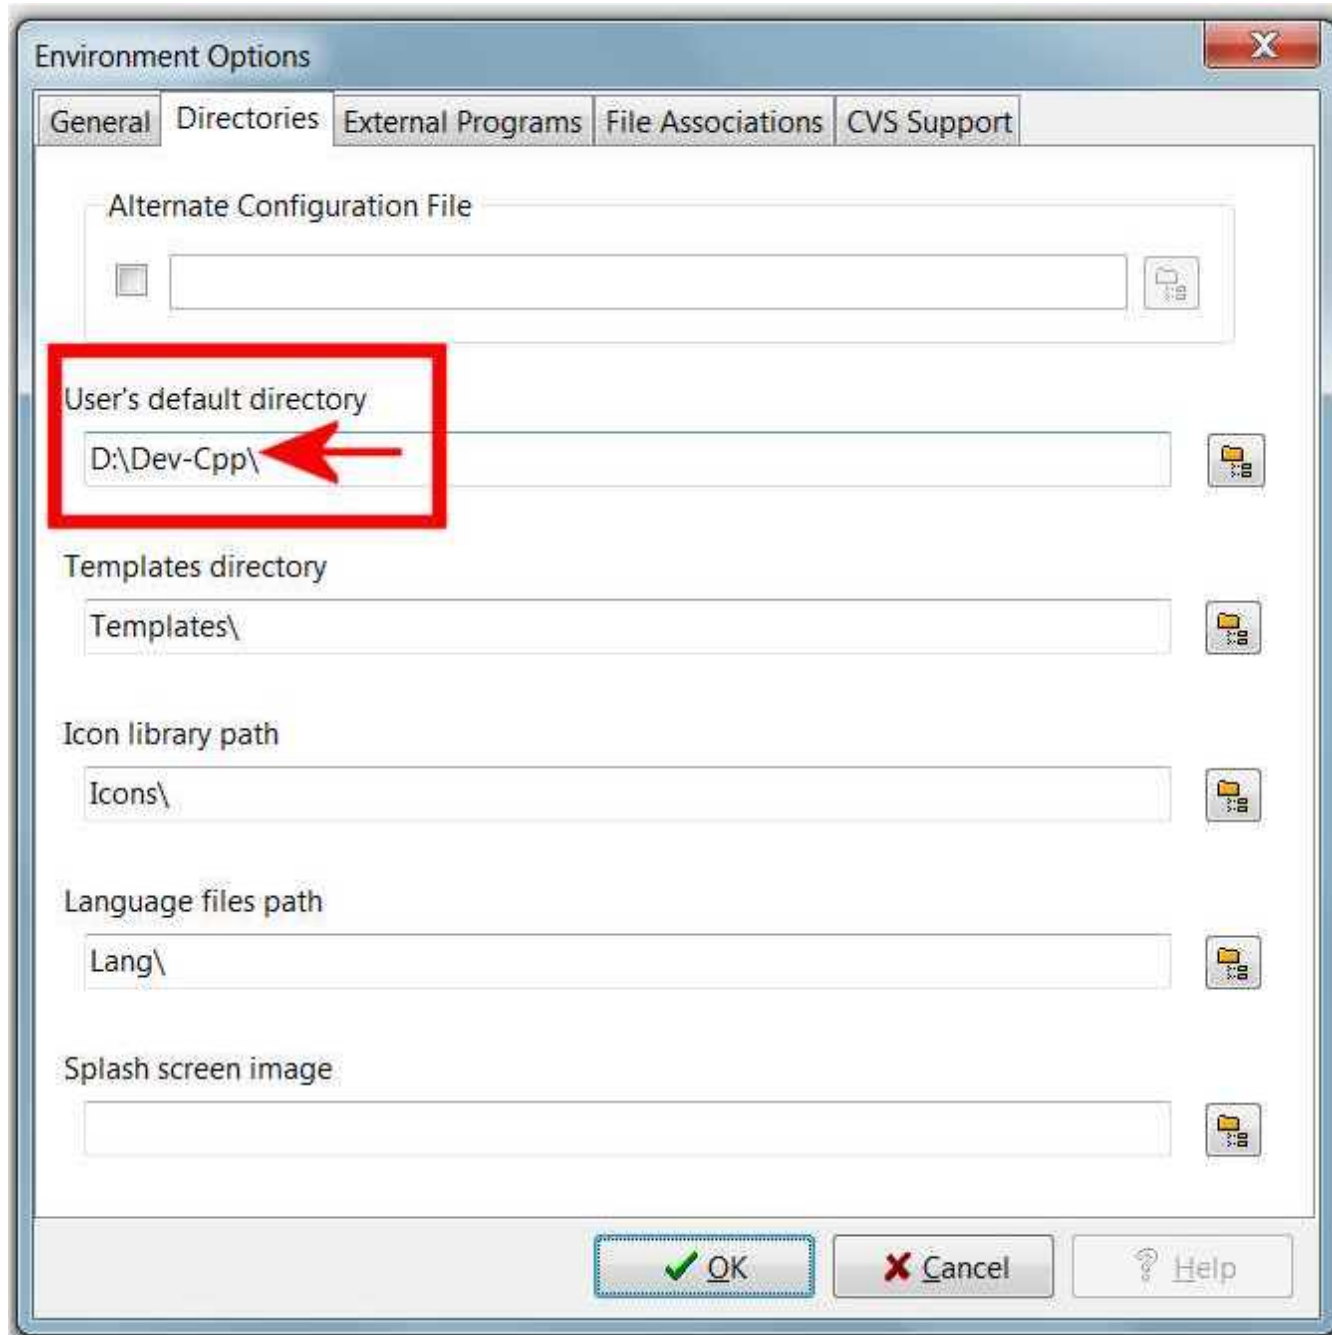 Environment Options
General Directories External Programs File Associations CVS Support
Alternate Configuration File
User's default directory
D:\Dev-Cpp\
Templates directory
Templates\
Icon library path
Icons\
Language files path
Lang\
Splash screen image
OK Cancel Help